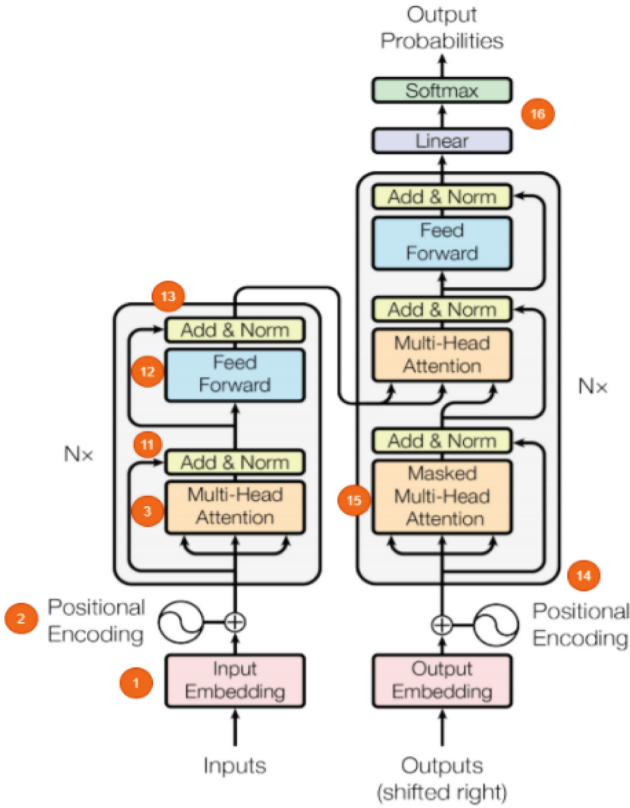 Output
Probabilities
Softmax
16
Linear
Add & Norm
Feed
Forward
13
Add & Norm
Add & Norm
12
Feed
Forward
Multi-Head
Attention
Nx
11
Add & Norm
Nx
Add & Norm
3
Multi-Head
Attention
15
Masked
Multi-Head
Attention
14
2
Positional
Encoding
Positional
Encoding
1
Input
Embedding
Output
Embedding
Inputs
Outputs
(shifted right)